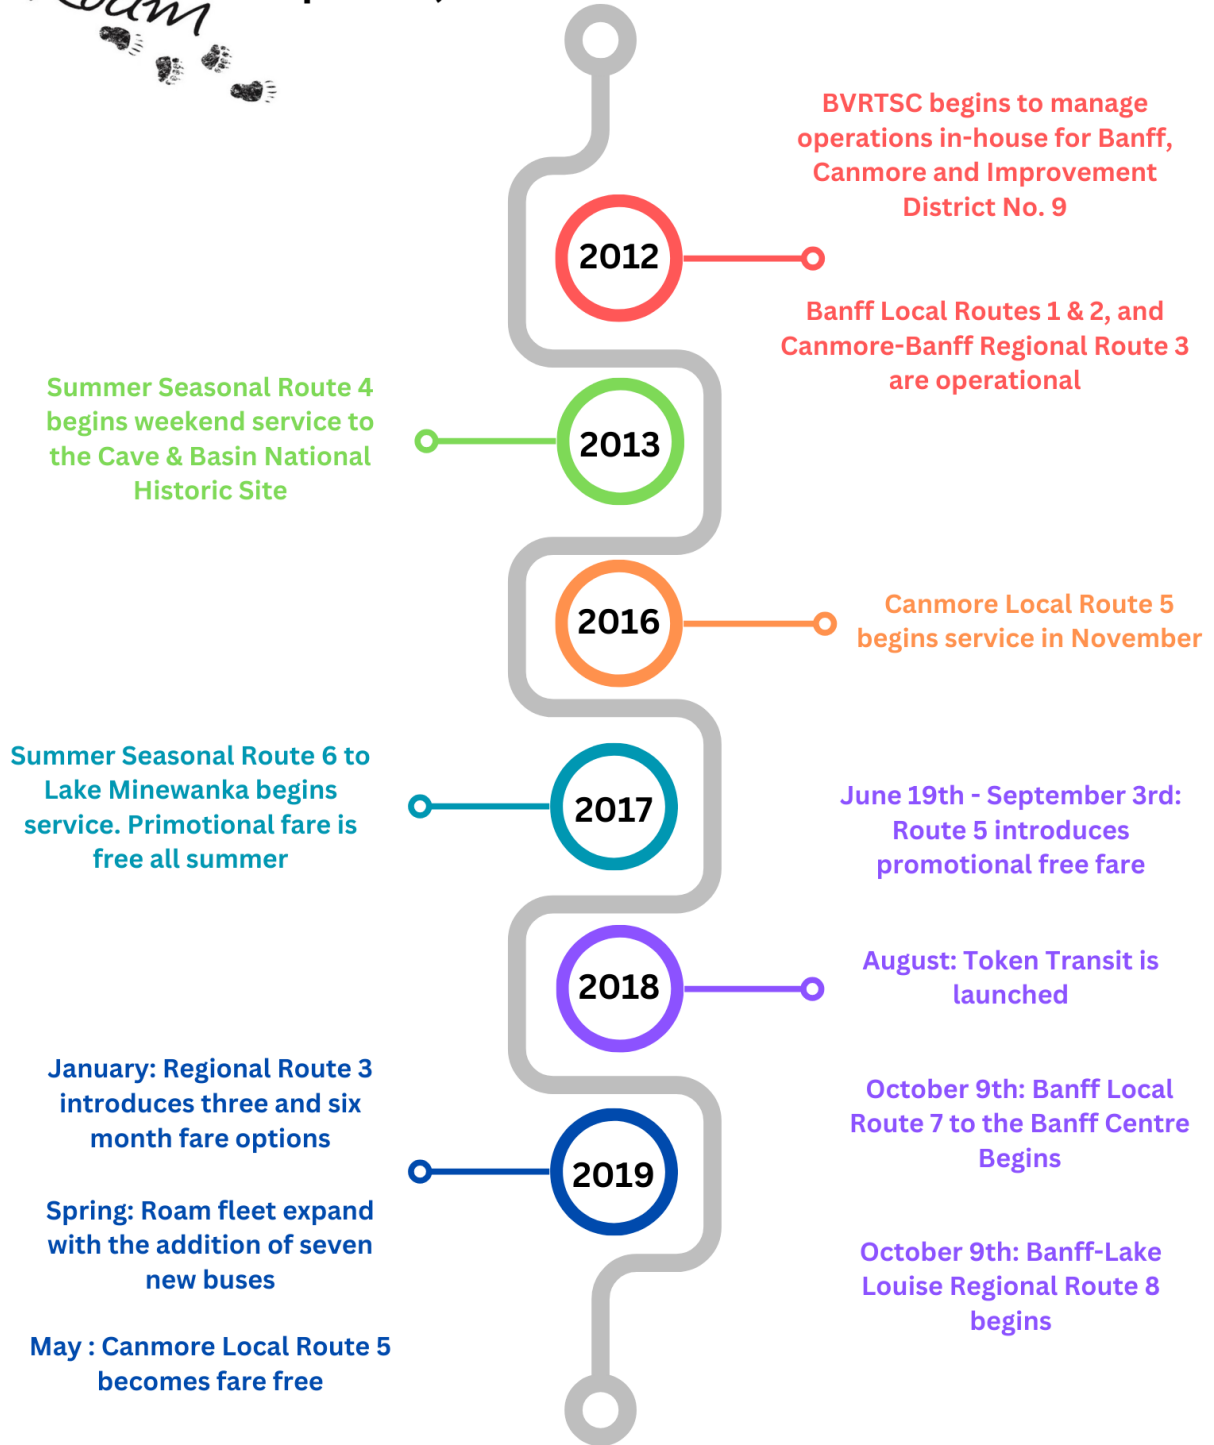 Roam
BVRTSC begins to manage
operations in-house for Banff,
Canmore and Improvement
District No. 9
2012
Banff Local Routes 1 & 2, and
Canmore-Banff Regional Route 3
are operational
Summer Seasonal Route 4
begins weekend service to
the Cave & Basin National
Historic Site
2013
2016
Canmore Local Route 5
begins service in November
Summer Seasonal Route 6 to
Lake Minewanka begins
service. Primotional fare is
free all summer
2017
June 19th - September 3rd:
Route 5 introduces
promotional free fare
2018
August: Token Transit is
launched
October 9th: Banff Local
Route 7 to the Banff Centre
Begins
October 9th: Banff-Lake
Louise Regional Route 8
begins
January: Regional Route 3
introduces three and six
month fare options
2019
Spring: Roam fleet expand
with the addition of seven
new buses
May : Canmore Local Route 5
becomes fare free